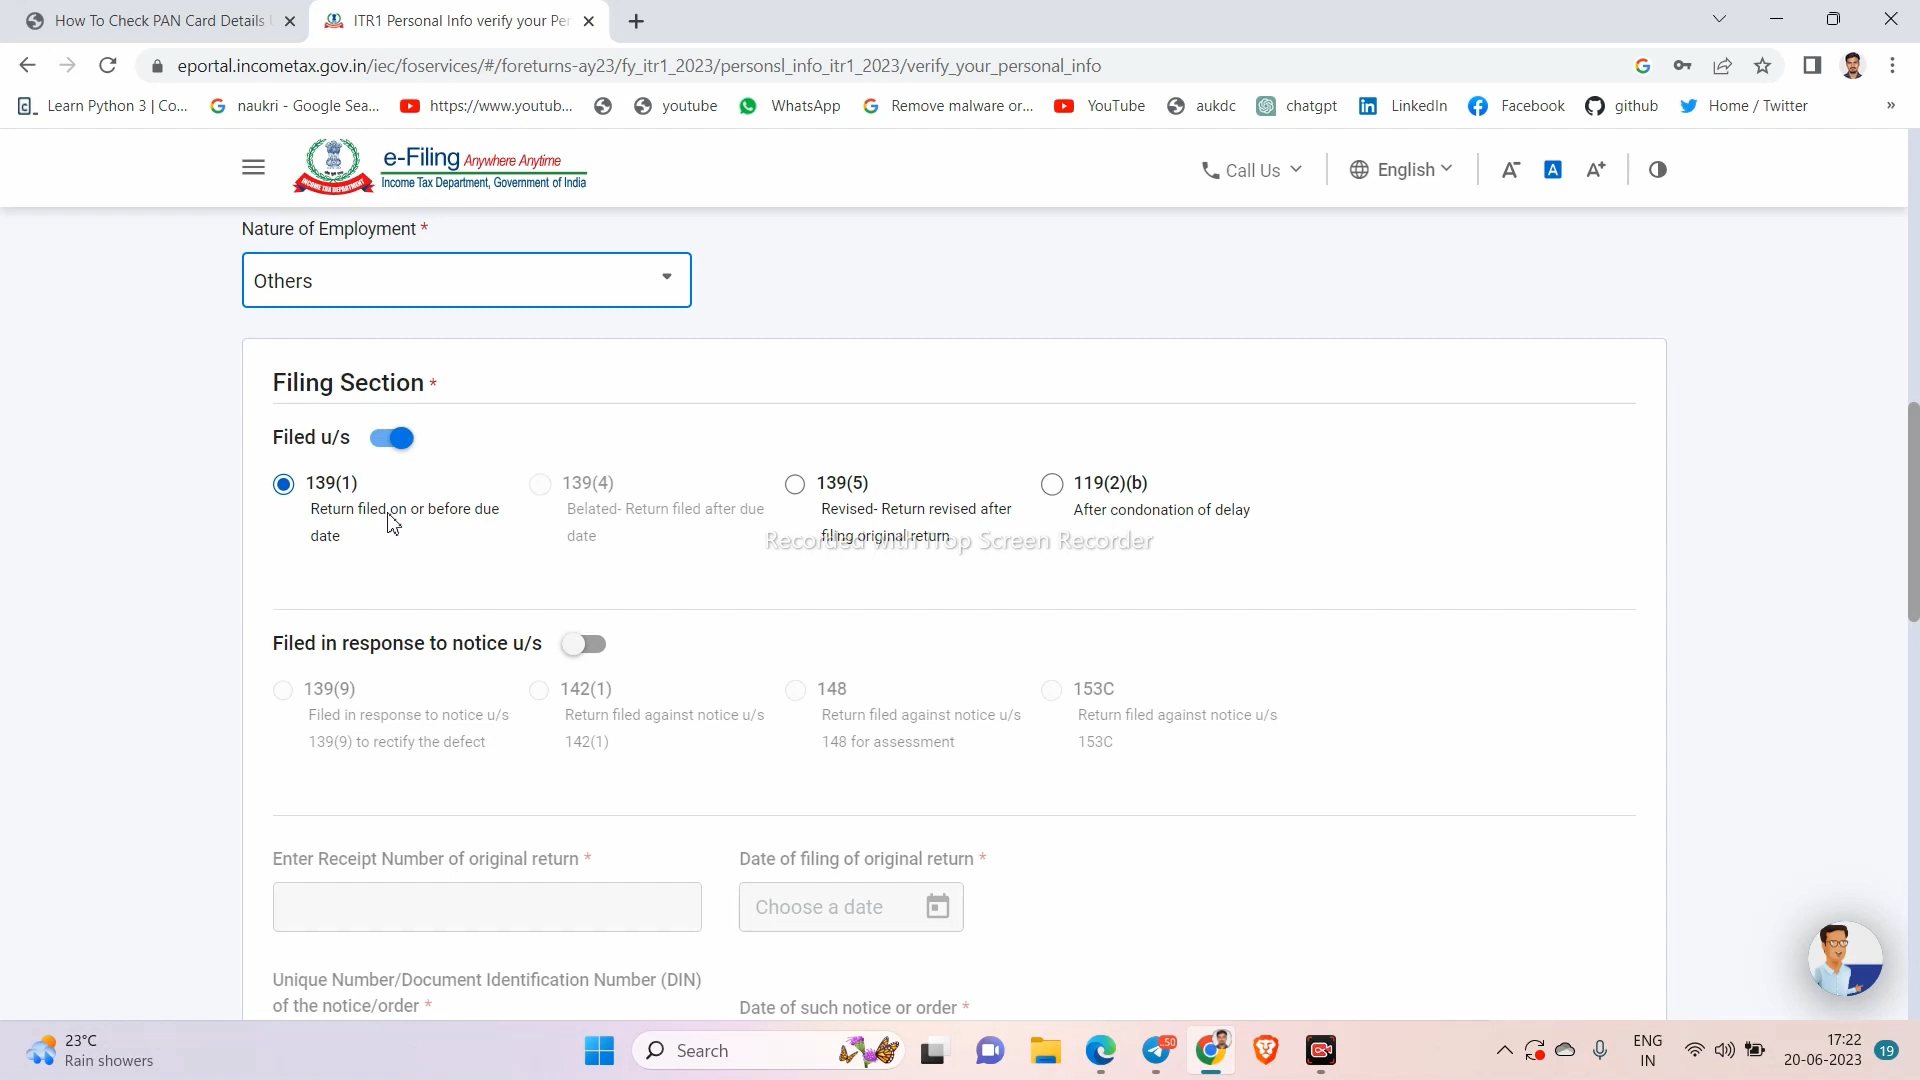 How To Check PAN Card Details
ITR1 Personal Info verify your Per
eportal.incometax.gov.in/iec/foservices/#/foreturns-ay23/fy_itr1_2023/personsl_info_itr1_2023/verify_your_personal_info
Learn Python 3 | Co... naukri - Google Sea... https://www.youtub... youtube WhatsApp Remove malware or... YouTube aukdc chatgpt LinkedIn Facebook github Home / Twitter »
e-Filing Anywhere Anytime
Income Tax Department, Government of India
INCOME TAX DEPARTMENT
Call Us English A- A A+
Nature of Employment *
Others
Filing Section *
Filed u/s
139(1) 139(4) 139(5) 119(2)(b)
Return filed on or before due Belated- Return filed after due Revised- Return revised after After condonation of delay
date date filing original return
Recorded with iTop Screen Recorder
Filed in response to notice u/s
139(9) 142(1) 148 153C
Filed in response to notice u/s Return filed against notice u/s Return filed against notice u/s Return filed against notice u/s
139(9) to rectify the defect 142(1) 148 for assessment 153C
Enter Receipt Number of original return * Date of filing of original return *
Choose a date
Unique Number/Document Identification Number (DIN)
of the notice/order * Date of such notice or order *
23°C
Rain showers
Search
50
ENG
IN
17:22
20-06-2023
19